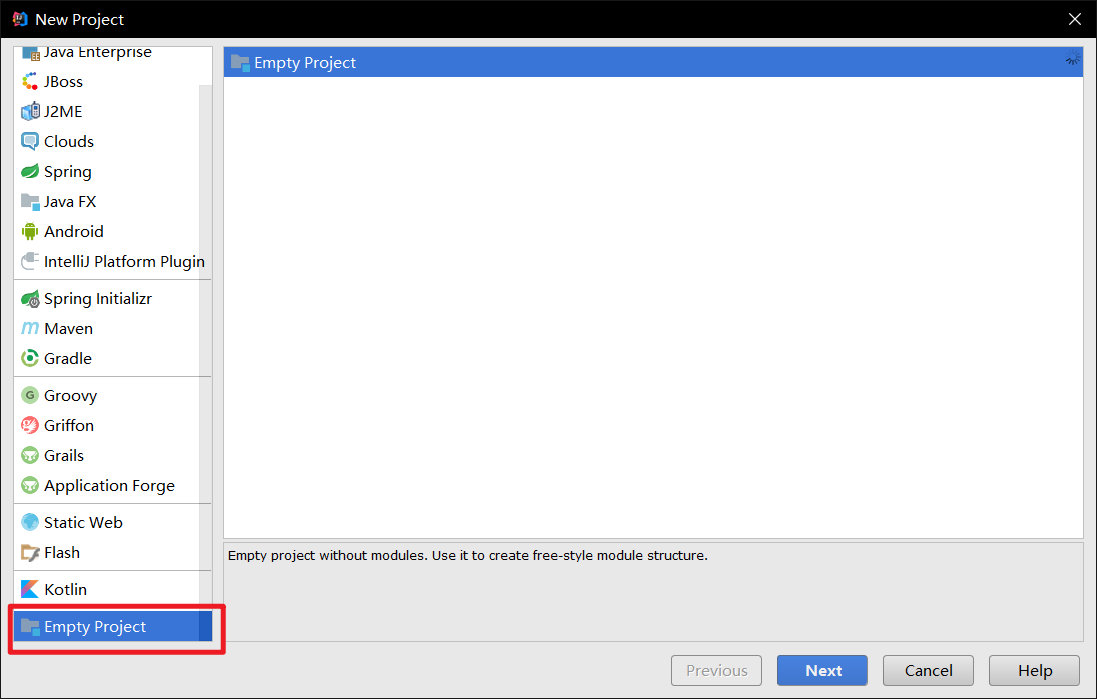 New Project
Java Enterprise
JBoss
J2ME
Clouds
Spring
Java FX
Android
IntelliJ Platform Plugin
Spring Initializr
Maven
Gradle
Groovy
Griffon
Grails
Application Forge
Static Web
Flash
Kotlin
Empty Project
Empty Project
Empty project without modules. Use it to create free-style module structure.
Previous
Next
Cancel
Help